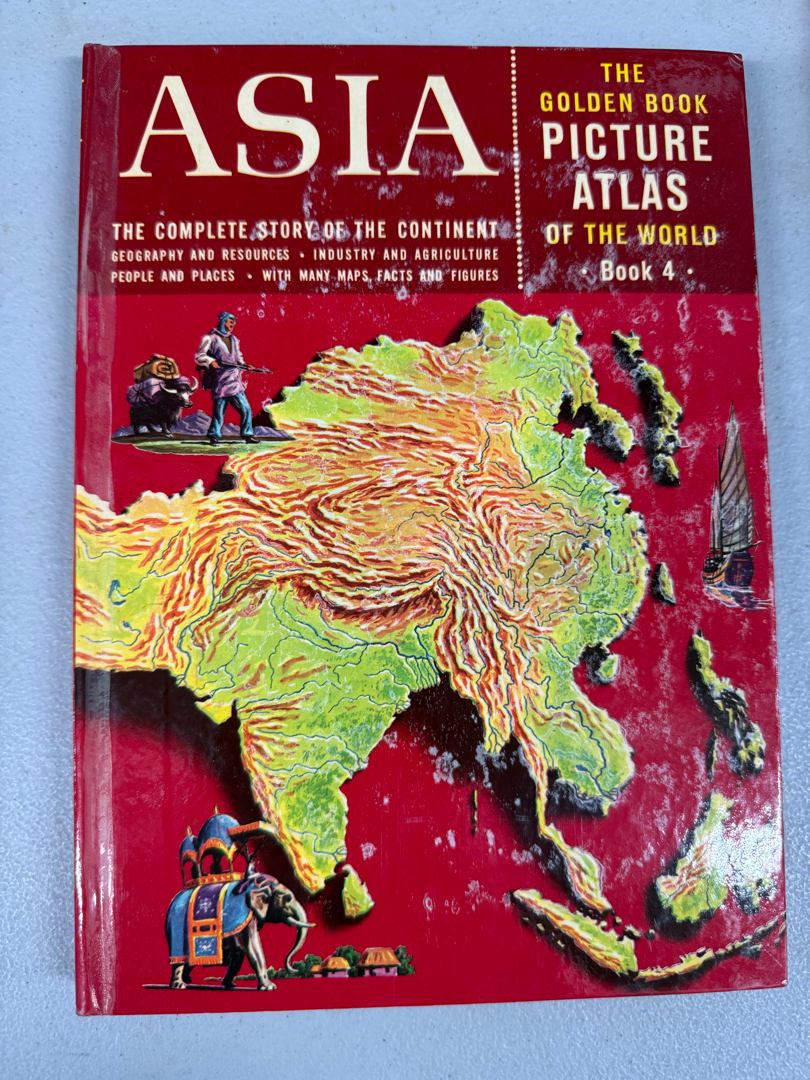 ASIA
THE COMPLETE STORY OF THE CONTINENT
GEOGRAPHY AND RESOURCES • INDUSTRY AND AGRICULTURE
PEOPLE AND PLACES • WITH MANY MAPS, FACTS AND FIGURES
THE
GOLDEN BOOK
PICTURE
ATLAS
OF THE WORLD
• Book 4 •